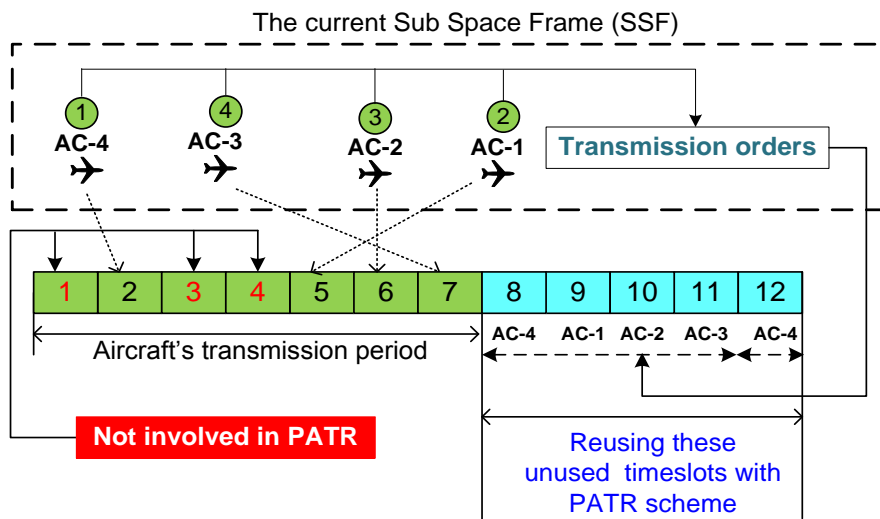 The current Sub Space Frame (SSF)
1 4 3 2
AC-4 AC-3 AC-2 AC-1
Transmission orders
1 2 3 4 5 6 7 8 9 10 11 12
AC-4 AC-1 AC-2 AC-3 AC-4
Aircraft's transmission period
Not involved in PATR
Reusing these
unused timeslots with
PATR scheme